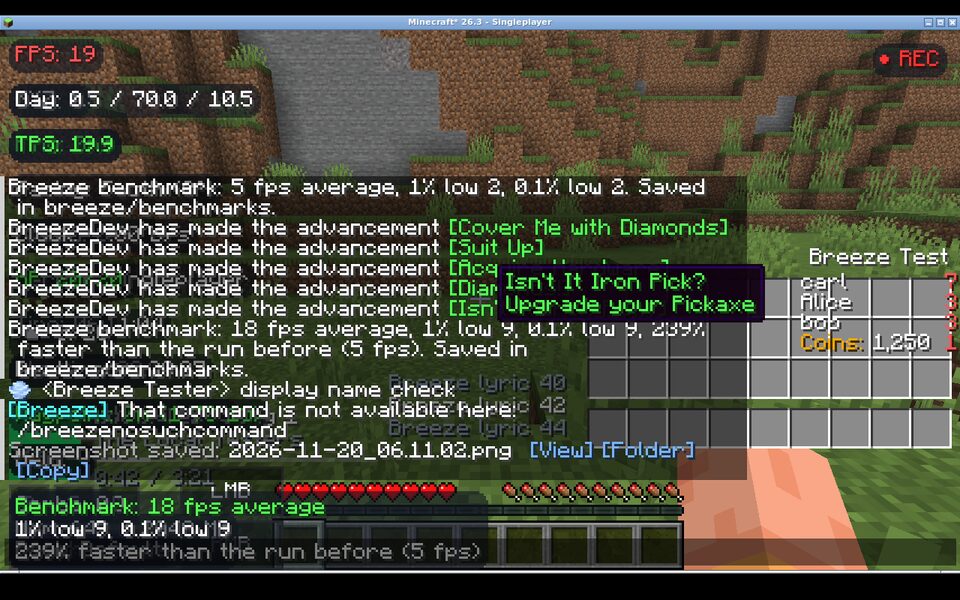 Minecraft* 26.3 - Singleplayer
FPS: 19
• REC
Day: 0.5 / 70.0 / 10.5
TPS: 19.9
Breeze benchmark: 5 fps average, 1% low 2, 0.1% low 2. Saved
in breeze/benchmarks.
BreezeDev has made the advancement [Cover Me with Diamonds]
BreezeDev has made the advancement [Suit Up]
BreezeDev has made the advancement [Acq
BreezeDev has made the advancement [Diam
BreezeDev has made the advancement [Isn'
Isn't It Iron Pick?
Upgrade your Pickaxe
Breeze benchmark: 18 fps average, 1% low 9, 0.1% low 9, 239%
faster than the run before (5 fps). Saved in
breeze/benchmarks.
<Breeze Tester> display name check
[Breeze] That command is not available here:
/breezenosuchcommand
Screenshot saved: 2026-11-20_06.11.02.png [View] [Folder]
[Copy]
Breeze Test
carl 7
Alice 3
bob 3
Coins: 1,250 1
Breeze lyric 40
Breeze lyric 42
Breeze lyric 44
0:42 / 3:21
LMB
Benchmark: 18 fps average
1% low 9, 0.1% low 9
239% faster than the run before (5 fps)